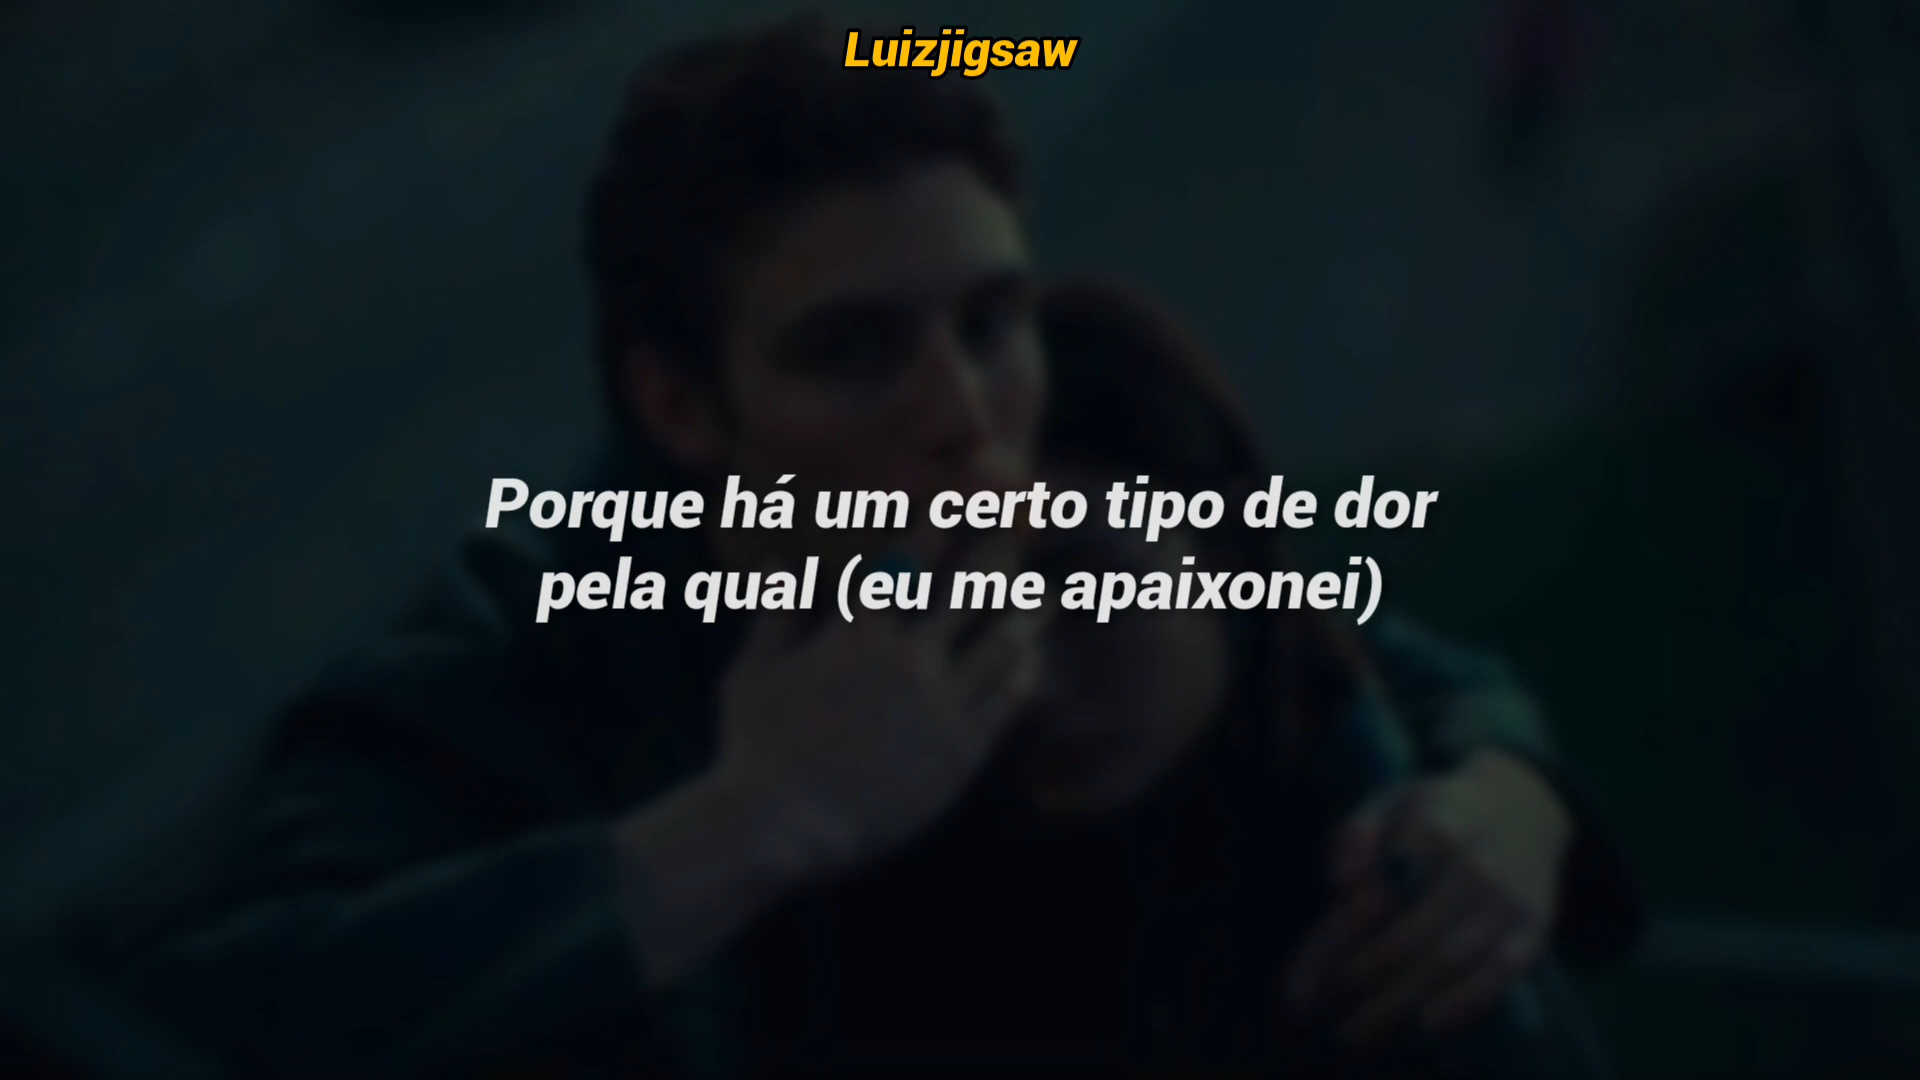 Luizjigsaw
Porque há um certo tipo de dor
pela qual (eu me apaixonei)